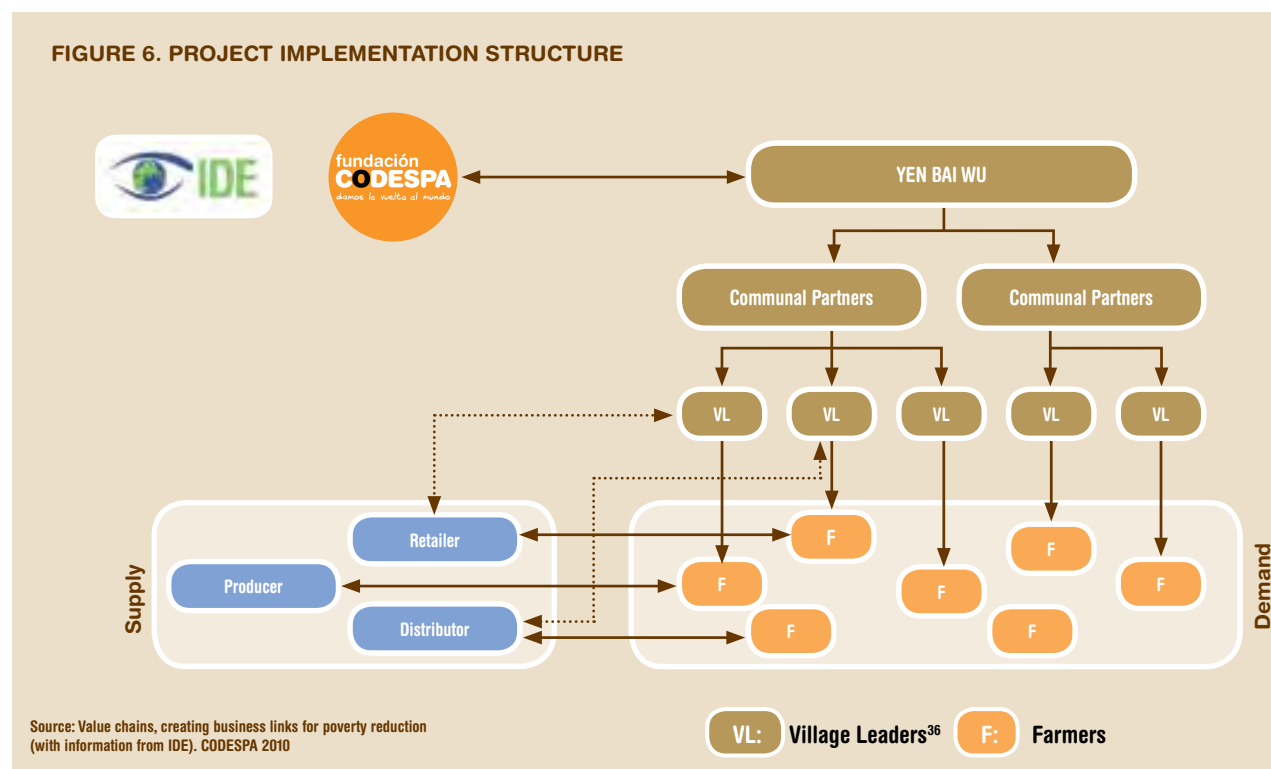 FIGURE 6. PROJECT IMPLEMENTATION STRUCTURE
IDE
fundación
CODESPA
damos la vuelta al mundo
YEN BAI WU
Communal Partners
Communal Partners
VL
VL
VL
VL
VL
Supply
Retailer
Producer
Distributor
F
F
F
F
F
F
F
Demand
Source: Value chains, creating business links for poverty reduction
(with information from IDE). CODESPA 2010
VL: Village Leaders36
F: Farmers